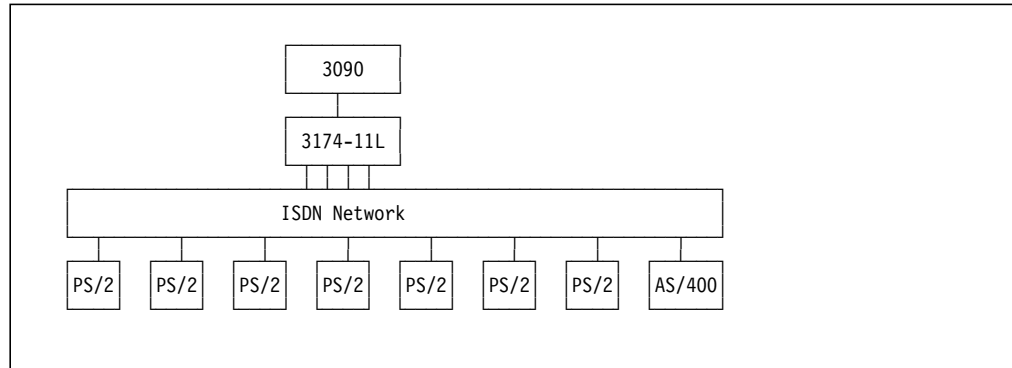 3090
3174-11L
ISDN Network
PS/2 PS/2 PS/2 PS/2 PS/2 PS/2 PS/2 AS/400